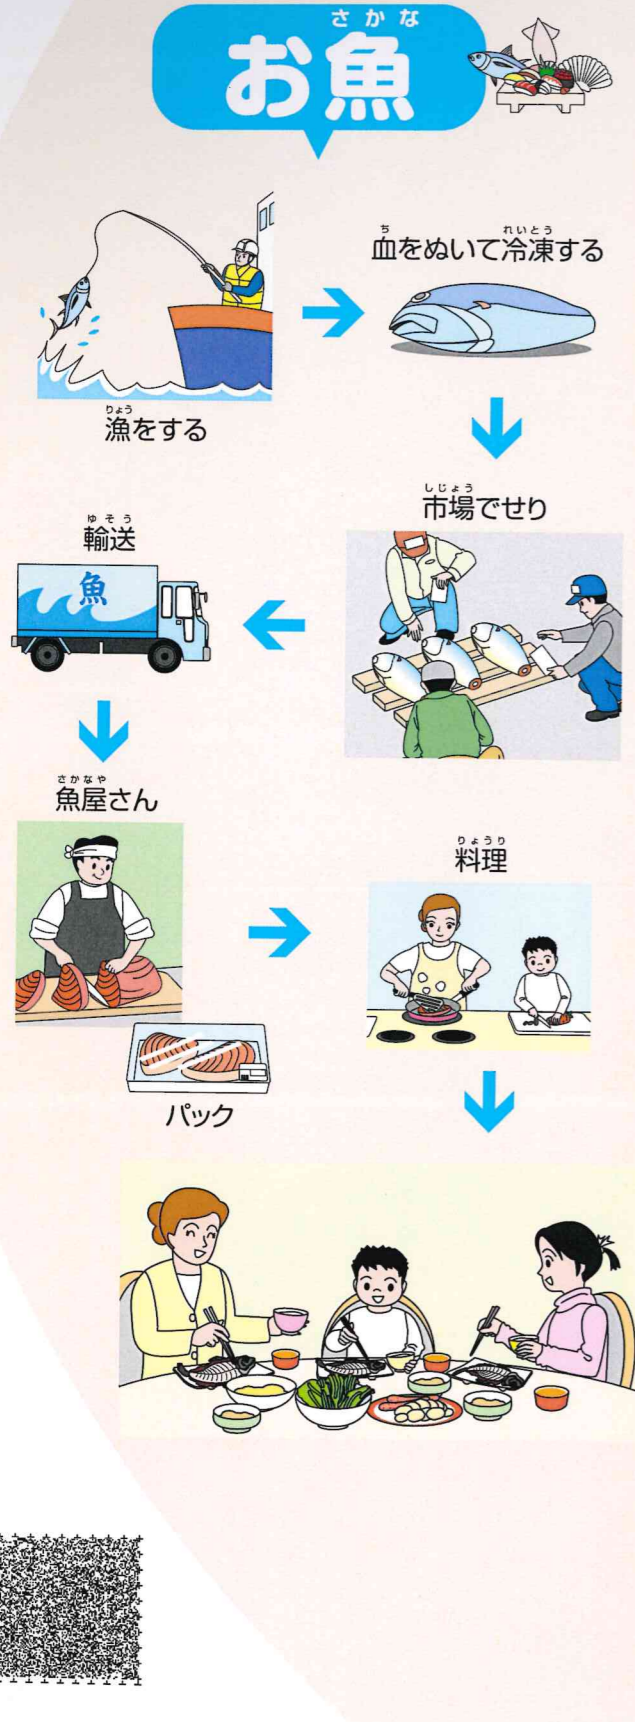 さかな
お魚
漁をする
りょう
血をぬいて冷凍する
ち
れいとう
市場でせり
しじょう
輸送
ゆそう
魚
魚屋さん
さかなや
パック
料理
りょうり